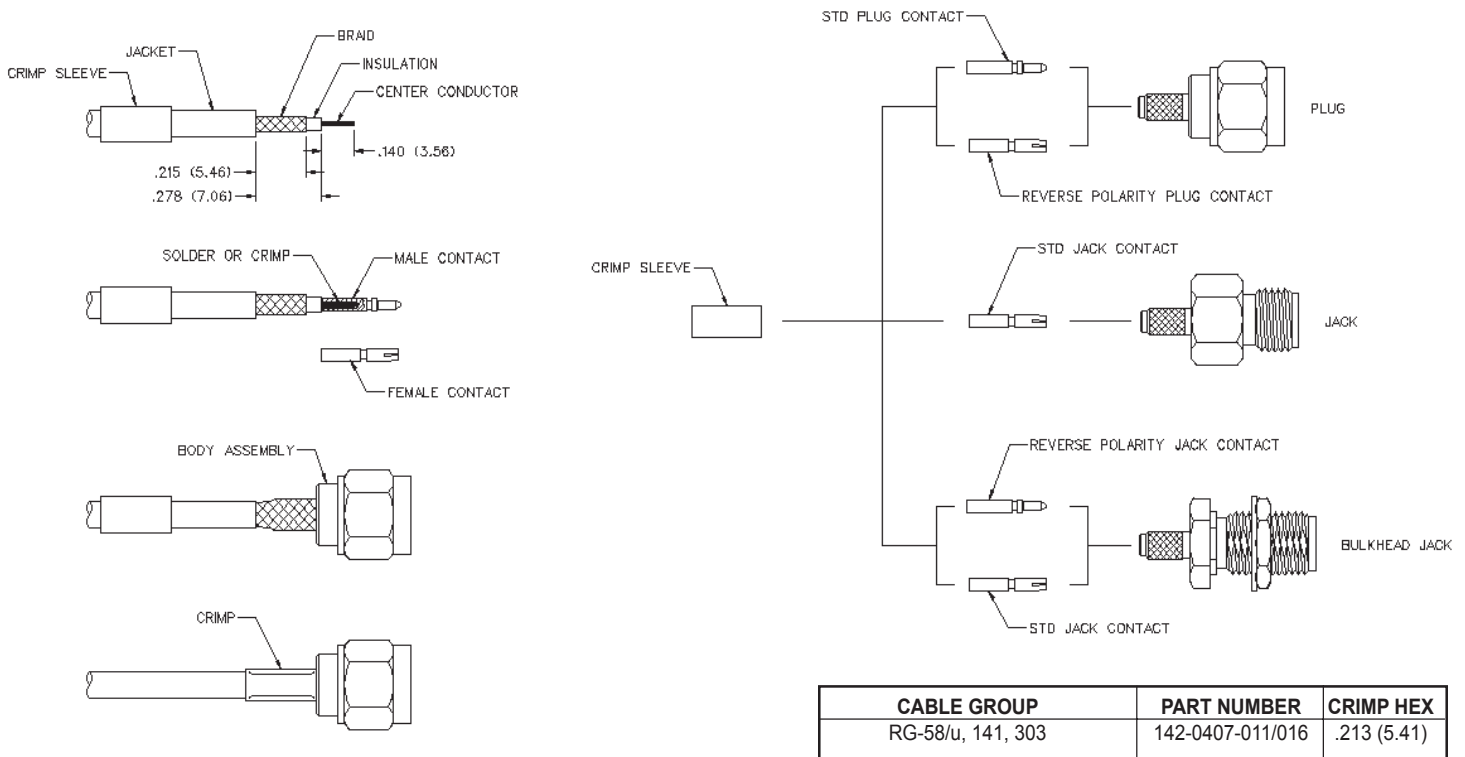 BRAID
JACKET
INSULATION
CRIMP SLEEVE
CENTER CONDUCTOR
.140 (3.56)
.215 (5.46)
.278 (7.06)
SOLDER OR CRIMP
MALE CONTACT
FEMALE CONTACT
BODY ASSEMBLY
CRIMP
STD PLUG CONTACT
PLUG
REVERSE POLARITY PLUG CONTACT
STD JACK CONTACT
CRIMP SLEEVE
JACK
REVERSE POLARITY JACK CONTACT
BULKHEAD JACK
STD JACK CONTACT
CABLE GROUP PART NUMBER CRIMP HEX
RG-58/u, 141, 303 142-0407-011/016 .213 (5.41)